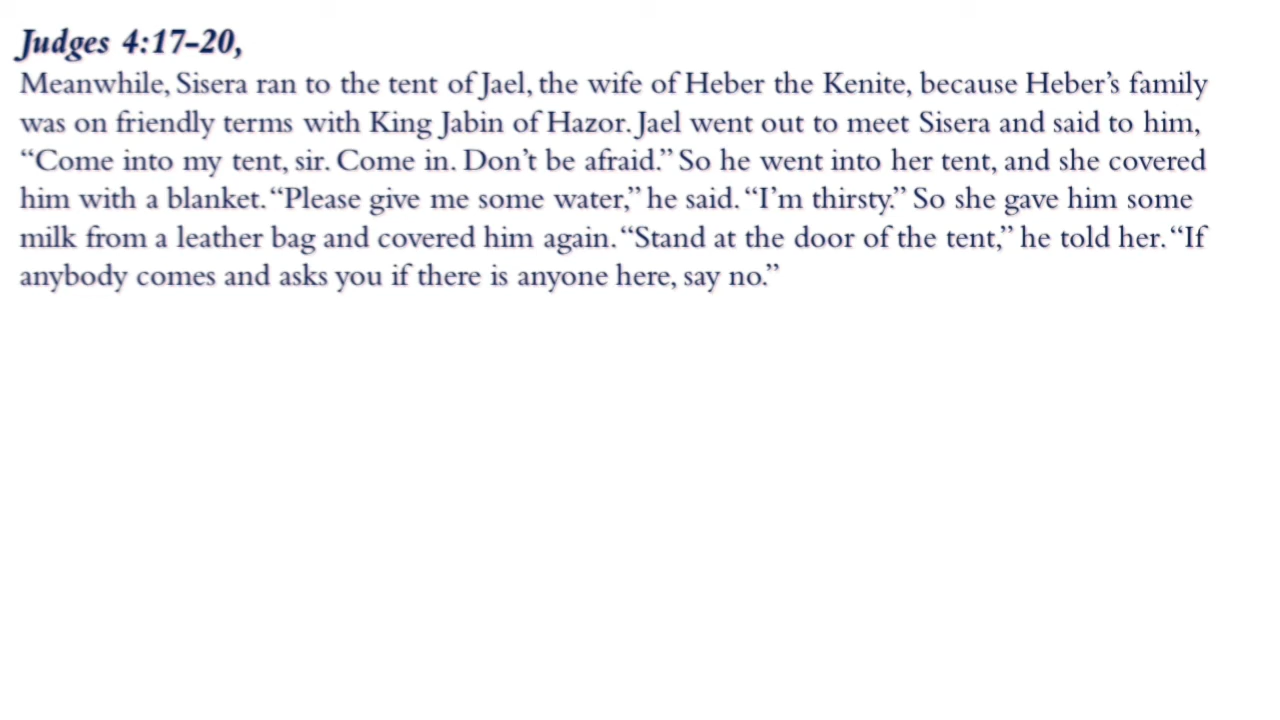 Judges 4:17–20,
Meanwhile, Sisera ran to the tent of Jael, the wife of Heber the Kenite, because Heber’s family
was on friendly terms with King Jabin of Hazor. Jael went out to meet Sisera and said to him,
“Come into my tent, sir. Come in. Don’t be afraid.” So he went into her tent, and she covered
him with a blanket. “Please give me some water,” he said. “I’m thirsty.” So she gave him some
milk from a leather bag and covered him again. “Stand at the door of the tent,” he told her. “If
anybody comes and asks you if there is anyone here, say no.”